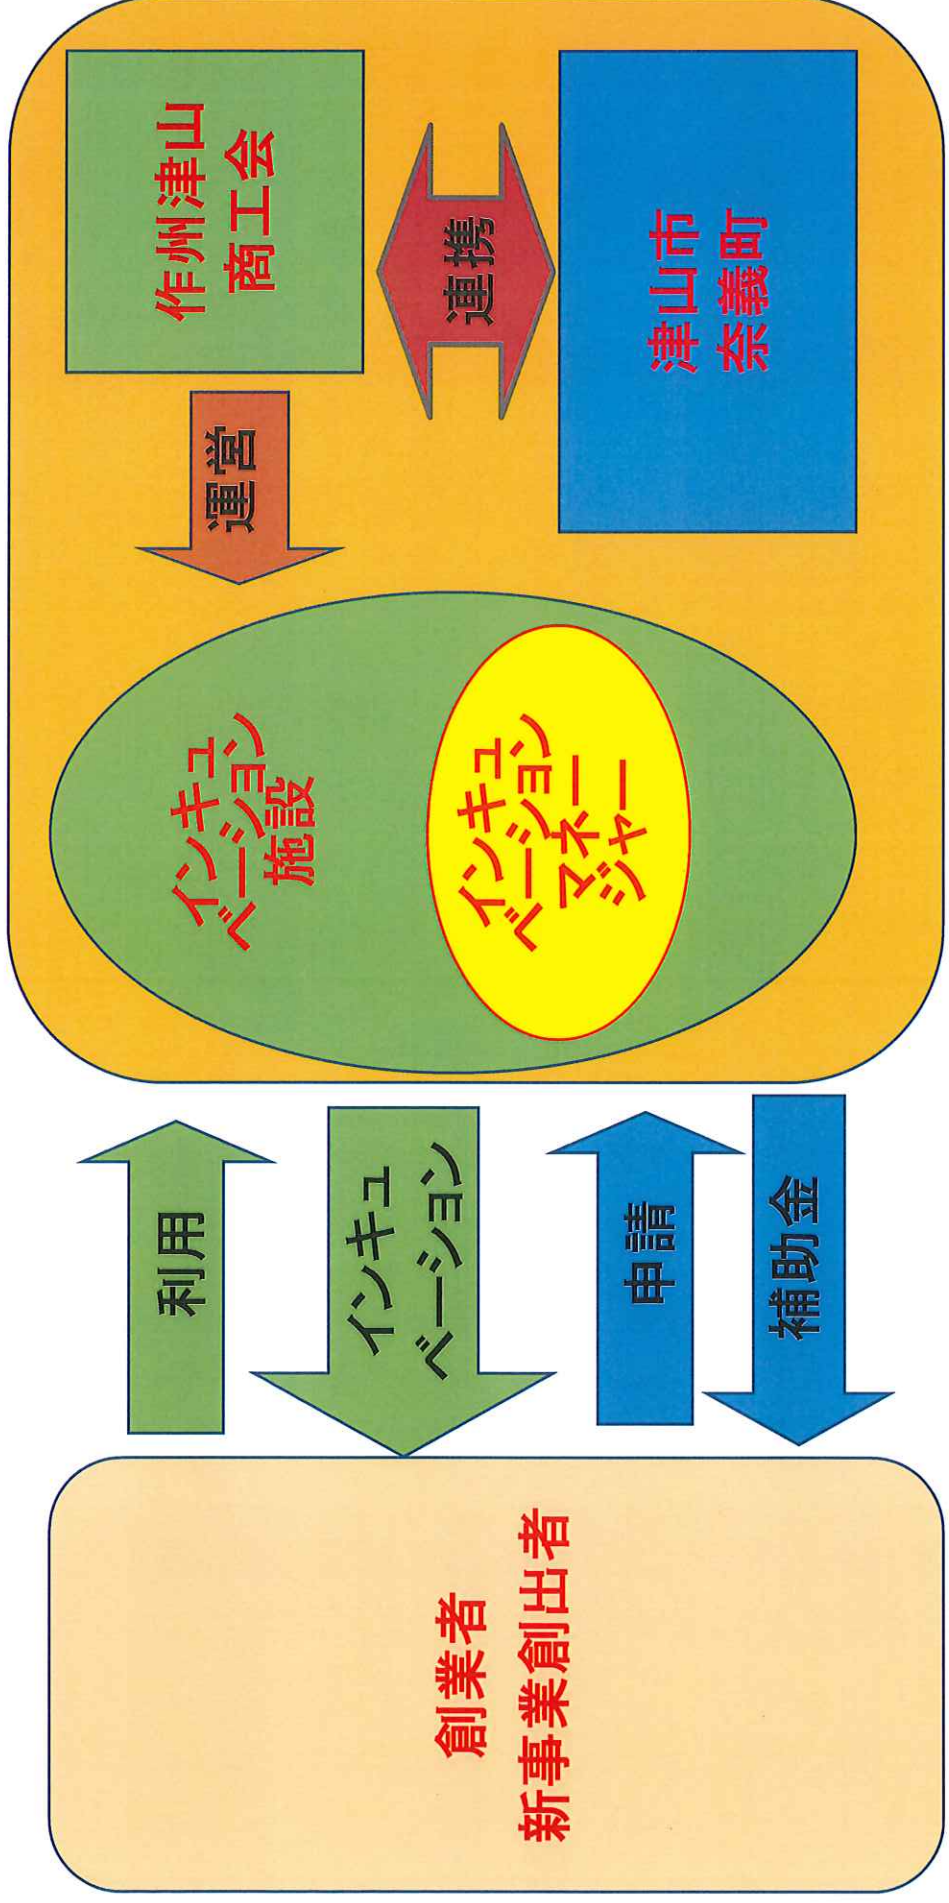 創業者
新事業創出者
利用
インキュ
ベーション
申請
補助金
インキュ
ベーション
施設
インキュ
ベーション
マネー
ジャー
運営
作州津山
商工会
連携
津山市
奈義町